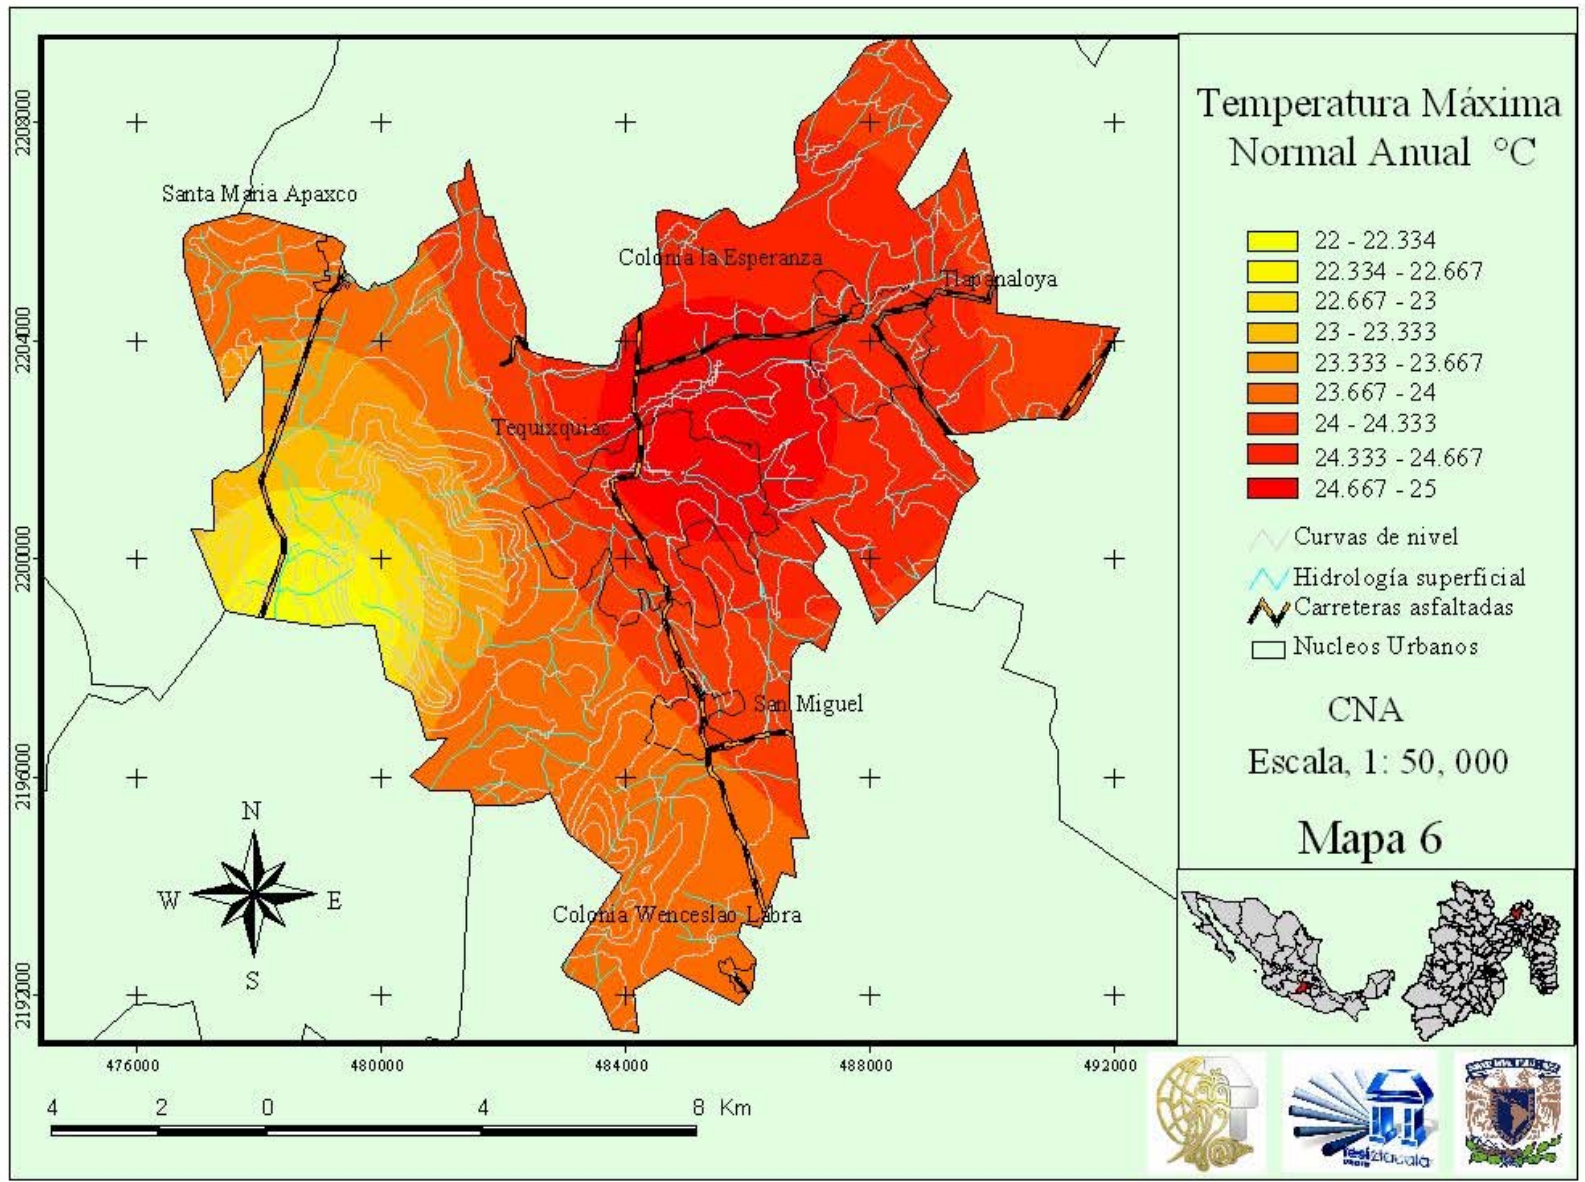 Temperatura Máxima
Normal Anual °C
22 - 22.334
22.334 - 22.667
22.667 - 23
23 - 23.333
23.333 - 23.667
23.667 - 24
24 - 24.333
24.333 - 24.667
24.667 - 25
Curvas de nivel
Hidrología superficial
Carreteras asfaltadas
Nucleos Urbanos
CNA
Escala, 1: 50, 000
Mapa 6
Santa Maria Apaxco
Colonia la Esperanza
Tlapanaloya
Tequixquiac
San Miguel
Colonia Wenceslao Labra
2208000
2204000
2200000
2196000
2192000
N
W E
S
476000 480000 484000 488000 492000
4 2 0 4 8 Km
iztacala